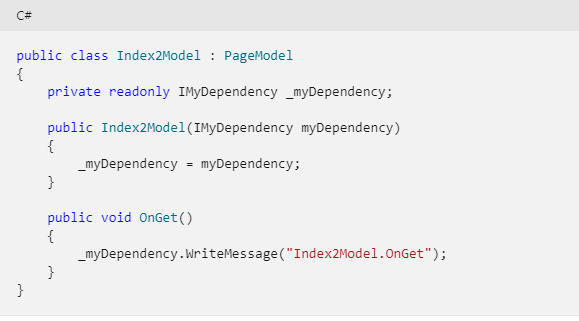 C#
public class Index2Model : PageModel
{
    private readonly IMyDependency _myDependency;
    public Index2Model(IMyDependency myDependency)
    {
        _myDependency = myDependency;
    }
    public void OnGet()
    {
        _myDependency.WriteMessage("Index2Model.OnGet");
    }
}